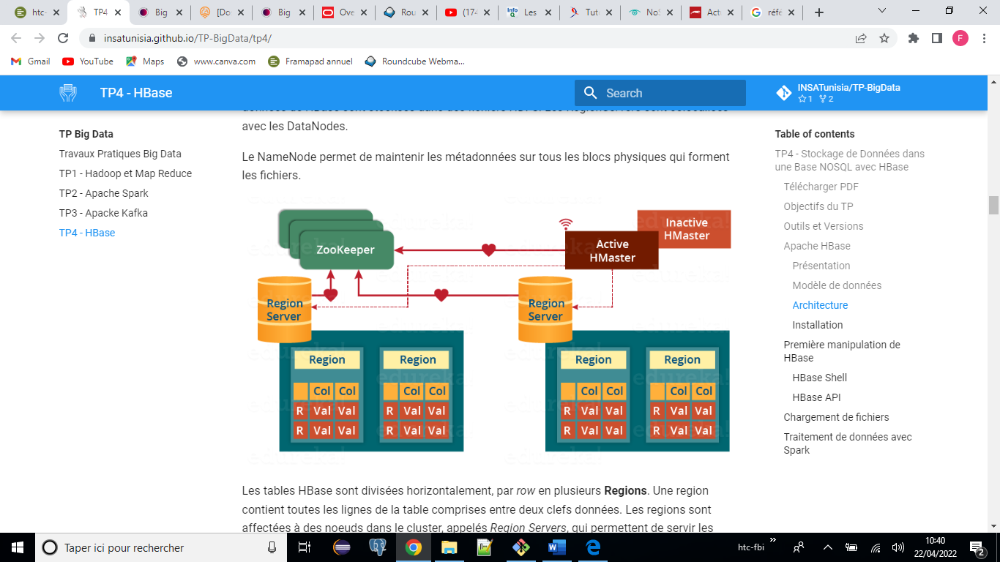 htc-
TP4
Big
[Do
Big
Ove
Rou
(174
Les
Tuto
NoS
Acti
réfé
insatunisia.github.io/TP-BigData/tp4/
F
Gmail
YouTube
Maps
www.canva.com
Framapad annuel
Roundcube Webma...
TP4 - HBase
Search
INSATunisia/TP-BigData
1 2
TP Big Data
Travaux Pratiques Big Data
TP1 - Hadoop et Map Reduce
TP2 - Apache Spark
TP3 - Apacke Kafka
TP4 - HBase
avec les DataNodes.
Le NameNode permet de maintenir les métadonnées sur tous les blocs physiques qui forment
les fichiers.
ZooKeeper
Active
HMaster
Inactive
HMaster
Region
Server
Region
Server
Region
Col Col
R Val Val
R Val Val
Region
Col Col
R Val Val
R Val Val
Region
Col Col
R Val Val
R Val Val
Region
Col Col
R Val Val
R Val Val
edureka!
Les tables HBase sont divisées horizontalement, par row en plusieurs Regions. Une region
contient toutes les lignes de la table comprises entre deux clefs données. Les regions sont
affectées à des noeuds dans le cluster, appelés Region Servers, qui permettent de servir les
Table of contents
TP4 - Stockage de Données dans
une Base NOSQL avec HBase
Télécharger PDF
Objectifs du TP
Outils et Versions
Apache HBase
Présentation
Modèle de données
Architecture
Installation
Première manipulation de
HBase
HBase Shell
HBase API
Chargement de fichiers
Traitement de données avec
Spark
Taper ici pour rechercher
htc-fbi
10:40
22/04/2022
2